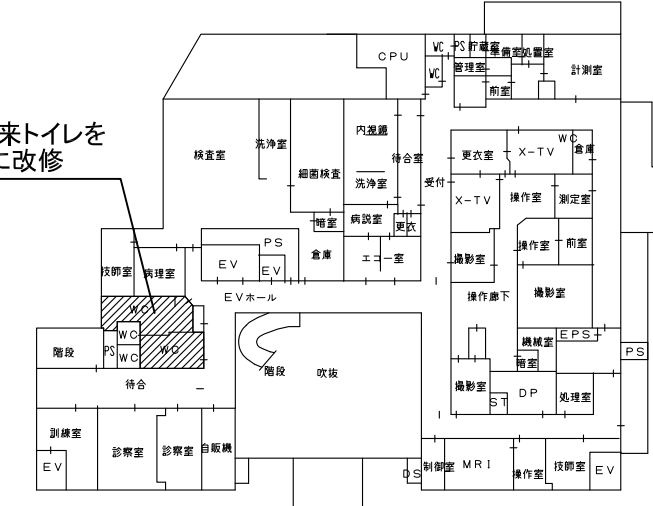 CPU
WC
PS
貯蔵室
準備室
処置室
管理室
WC
前室
計測室
来トイレを
に改修
検査室
洗浄室
細菌検査
内視鏡
洗浄室
待合室
受付
更衣室
X-TV
WC
倉庫
X-TV
操作室
測定室
暗室
病説室
更衣
PS
EV
EV
倉庫
エコー室
技師室
病理室
EVホール
撮影室
操作室
前室
操作廊下
撮影室
WC
WC
WC
WC
PS
階段
待合
階段
吹抜
機械室
EPS
暗室
PS
撮影室
DP
ST
処理室
訓練室
EV
診察室
診察室
自販機
DS
制御室
MRI
操作室
技師室
EV